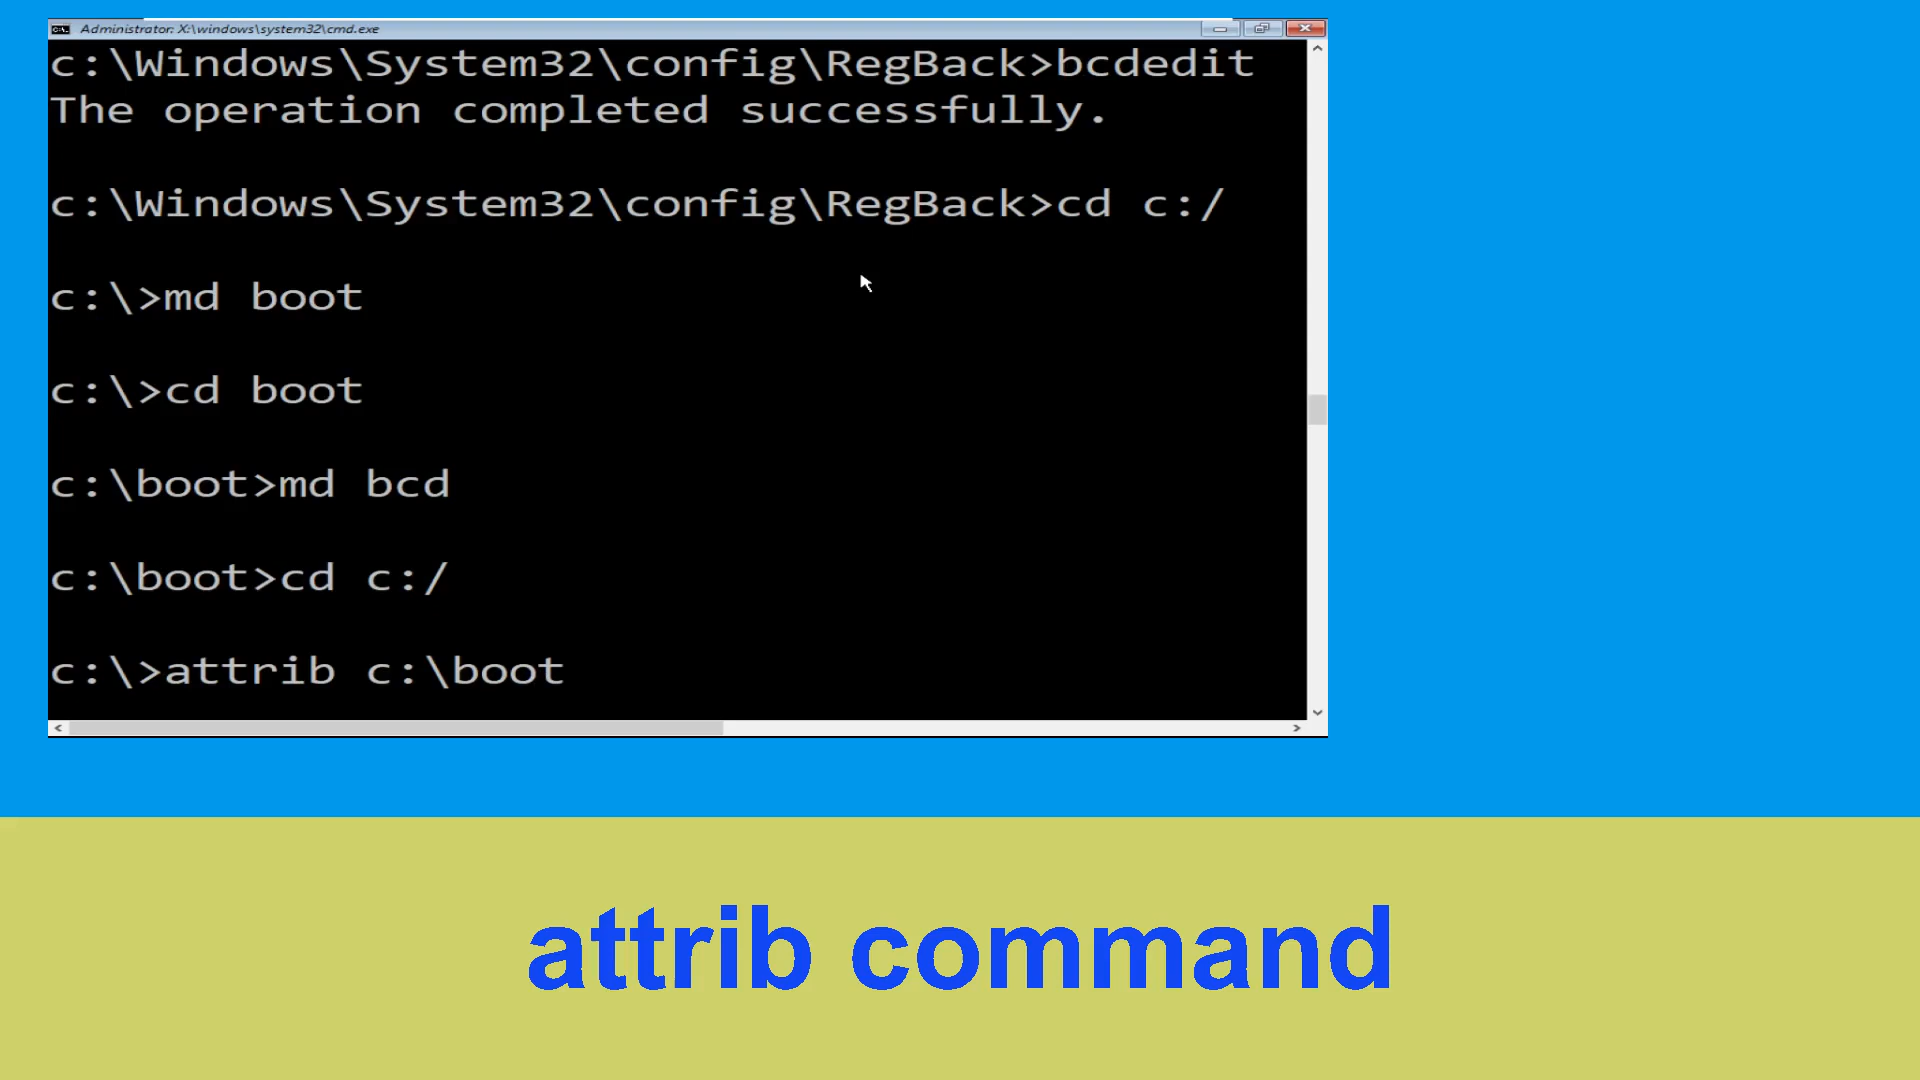 Administrator: X:\windows\system32\cmd.exe
c:\Windows\System32\config\RegBack>bcdedit
The operation completed successfully.
c:\Windows\System32\config\RegBack>cd c:/
c:\>md boot
c:\>cd boot
c:\boot>md bcd
c:\boot>cd c:/
c:\>attrib c:\boot
attrib command